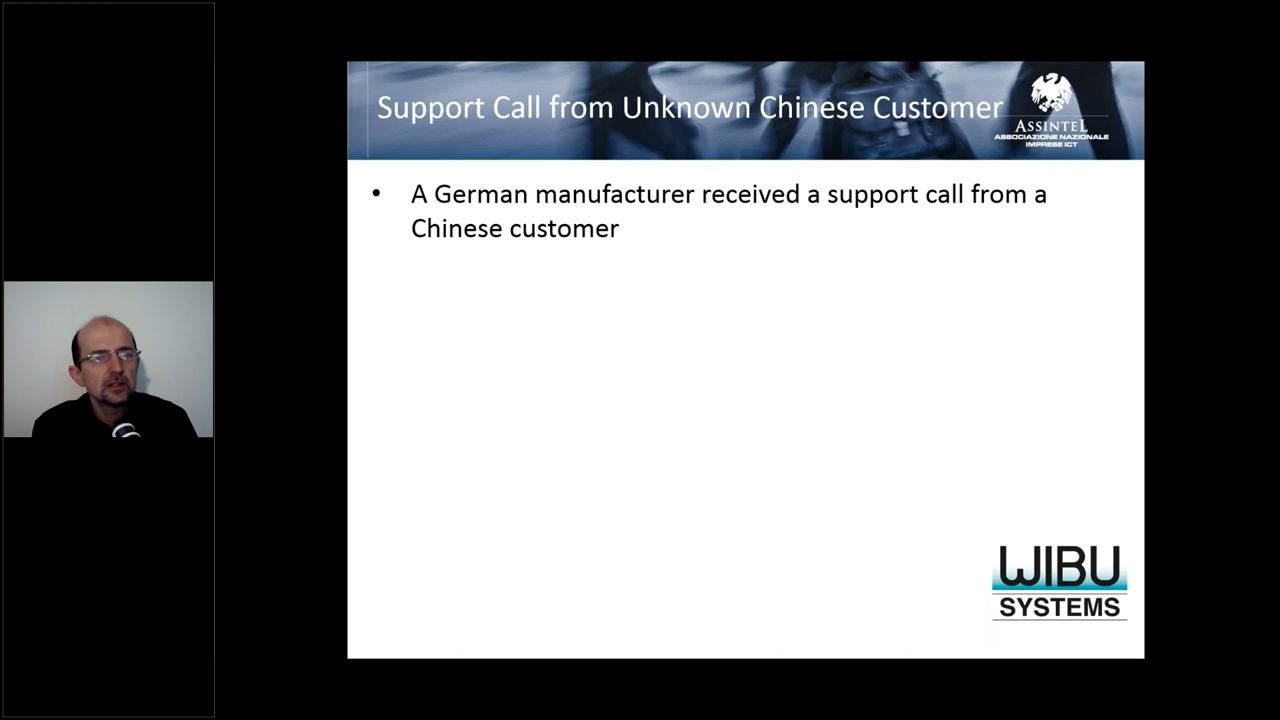 Support Call from Unknown Chinese Customer
ASSINTEL
ASSOCIAZIONE NAZIONALE
IMPRESE ICT
• A German manufacturer received a support call from a
Chinese customer
WIBU
SYSTEMS